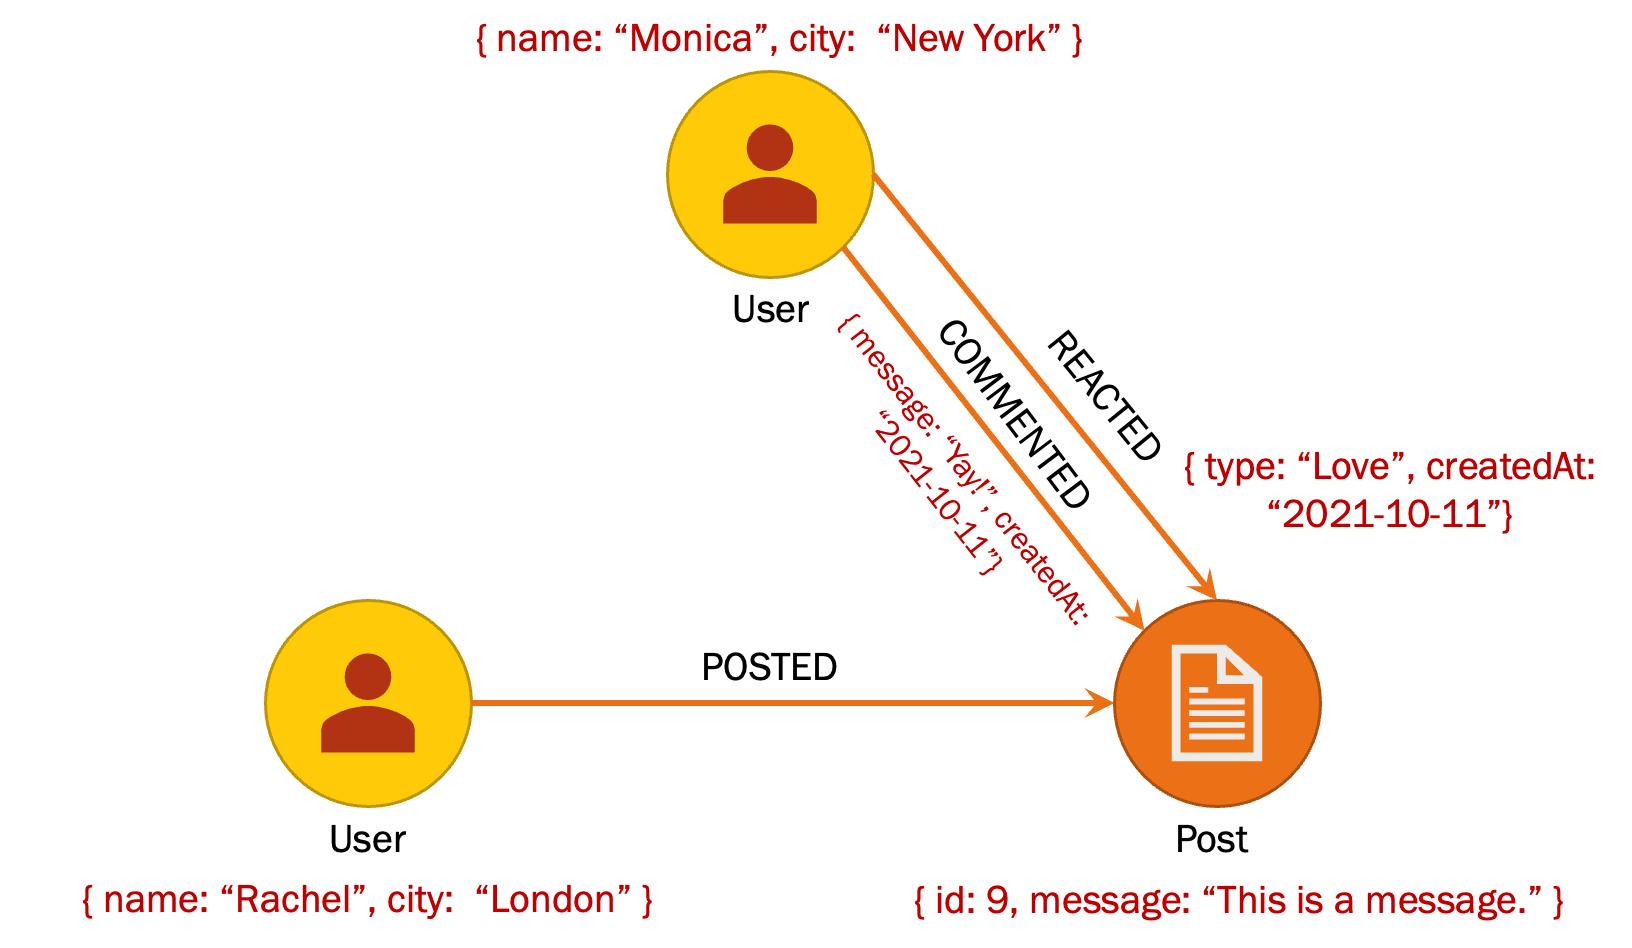 { name: “Monica”, city:  “New York” }
User
COMMENTED
REACTED
{ message: “Yay!”, createdAt:
“2021-10-11”}
{ type: “Love”, createdAt:
“2021-10-11”}
POSTED
User
{ name: “Rachel”, city:  “London” }
Post
{ id: 9, message: “This is a message.” }